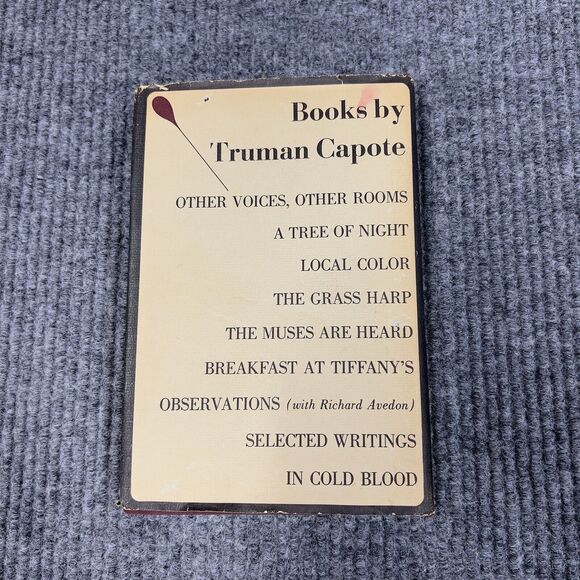 Books by
Truman Capote
OTHER VOICES, OTHER ROOMS
A TREE OF NIGHT
LOCAL COLOR
THE GRASS HARP
THE MUSES ARE HEARD
BREAKFAST AT TIFFANY'S
OBSERVATIONS (with Richard Avedon)
SELECTED WRITINGS
IN COLD BLOOD